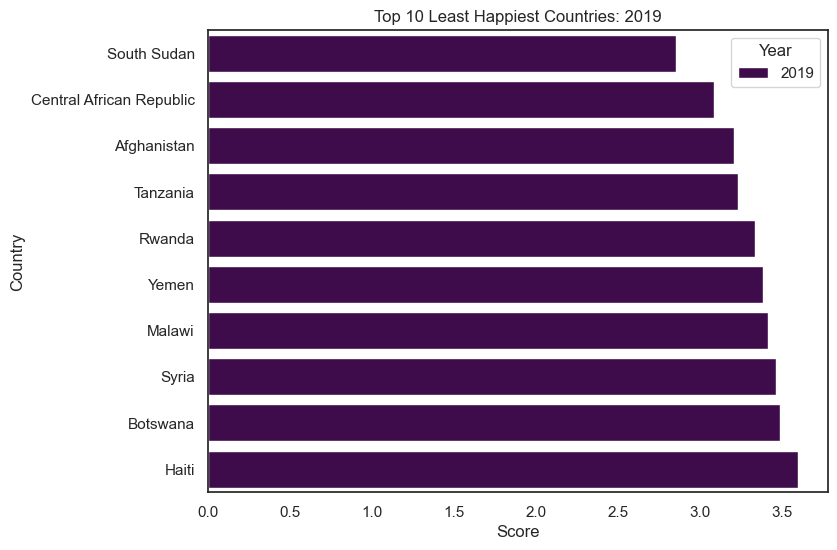 Top 10 Least Happiest Countries: 2019
Year
2019
South Sudan
Central African Republic
Afghanistan
Tanzania
Rwanda
Yemen
Malawi
Syria
Botswana
Haiti
Country
0.0 0.5 1.0 1.5 2.0 2.5 3.0 3.5
Score